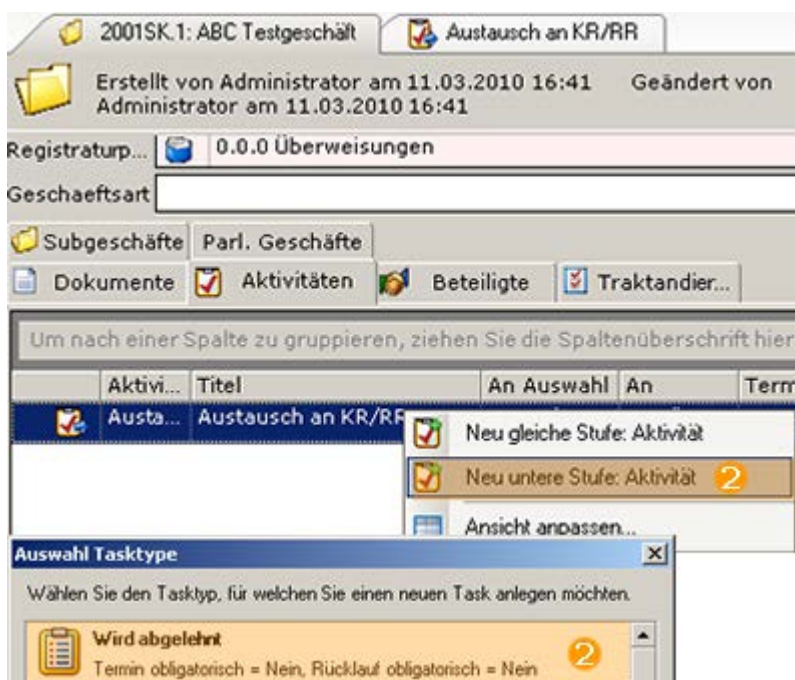 2001SK.1: ABC Testgeschäft
Austausch an KR/RR
Erstellt von Administrator am 11.03.2010 16:41 Geändert von
Administrator am 11.03.2010 16:41
Registraturp... 0.0.0 Überweisungen
Geschaeftsart
Subgeschäfte Parl. Geschäfte
Dokumente Aktivitäten Beteiligte Traktandier...
Um nach einer Spalte zu gruppieren, ziehen Sie die Spaltenüberschrift hier
Aktivi... Titel An Auswahl An Term
Austa... Austausch an KR/RR
Neu gleiche Stufe: Aktivität
Neu untere Stufe: Aktivität 2
Ansicht anpassen...
Auswahl Tasktype
Wählen Sie den Tasktyp, für welchen Sie einen neuen Task anlegen möchten.
Wird abgelehnt
Termin obligatorisch = Nein, Rücklauf obligatorisch = Nein 2